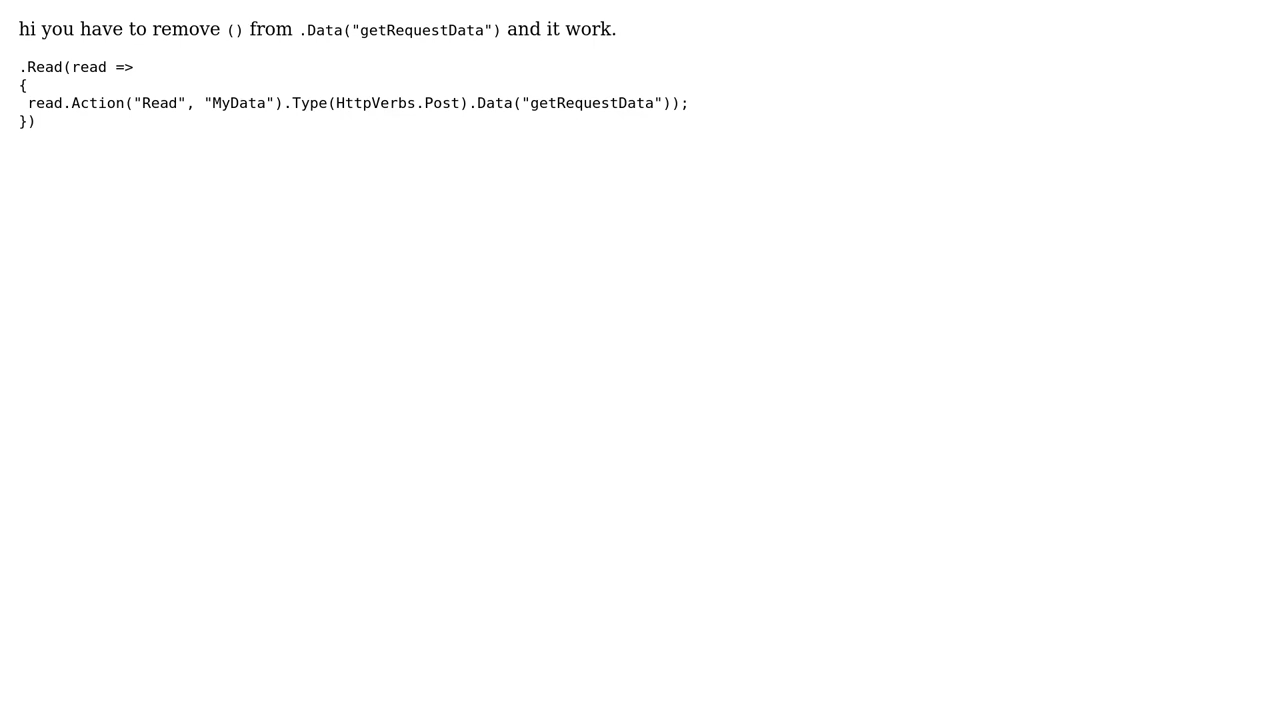 hi you have to remove () from .Data("getRequestData") and it work.
.Read(read =>
{
 read.Action("Read", "MyData").Type(HttpVerbs.Post).Data("getRequestData"));
})